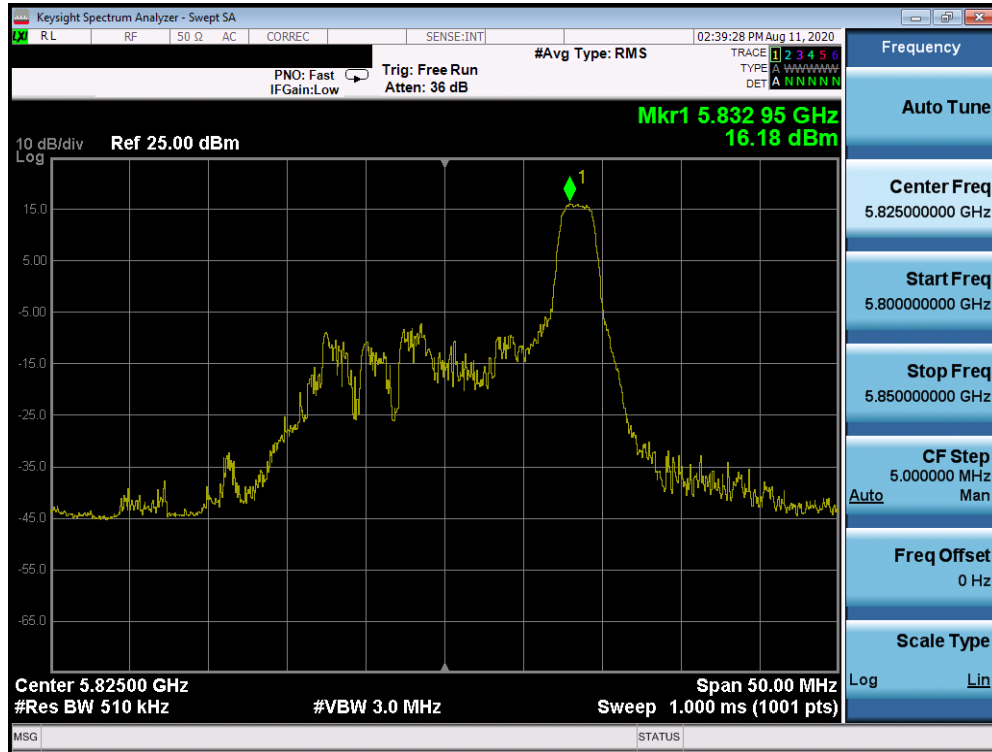 Keysight Spectrum Analyzer - Swept SA
LXI RL RF 50 Ω AC CORREC SENSE:INT 02:39:28 PM Aug 11, 2020
#Avg Type: RMS
TRACE 1 2 3 4 5 6
TYPE A WWWWW
DET A N N N N N
PNO: Fast
IFGain:Low
Trig: Free Run
Atten: 36 dB
Mkr1 5.832 95 GHz
16.18 dBm
10 dB/div Ref 25.00 dBm
Log
1
15.0
5.00
-5.00
-15.0
-25.0
-35.0
-45.0
-55.0
-65.0
Center 5.82500 GHz Span 50.00 MHz
#Res BW 510 kHz #VBW 3.0 MHz Sweep 1.000 ms (1001 pts)
MSG STATUS
Frequency
Auto Tune
Center Freq
5.825000000 GHz
Start Freq
5.800000000 GHz
Stop Freq
5.850000000 GHz
CF Step
5.000000 MHz
Auto Man
Freq Offset
0 Hz
Scale Type
Log Lin